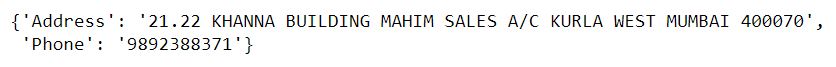 {'Address': '21.22 KHANNA BUILDING MAHIM SALES A/C KURLA WEST MUMBAI 400070',
 'Phone': '9892388371'}